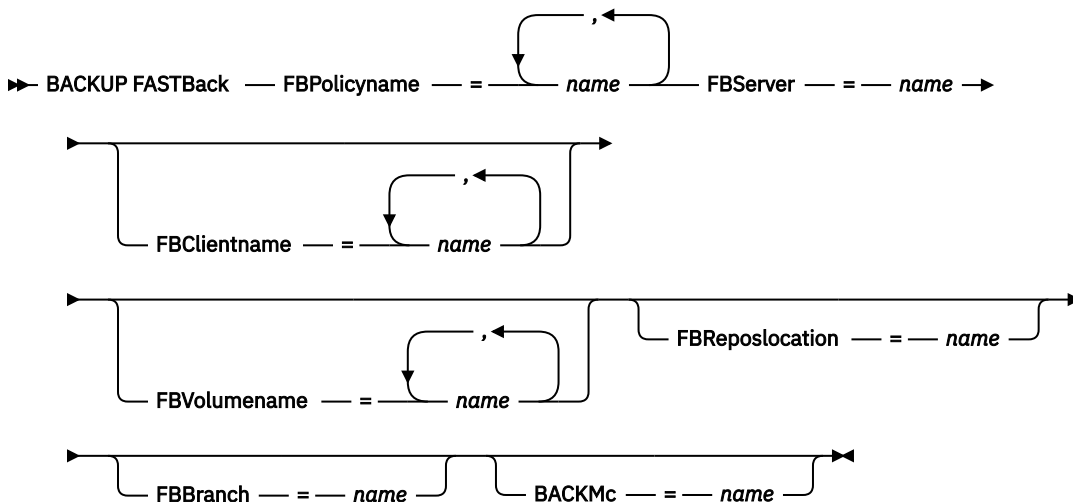 ,
BACKUP FASTBack FBPolicyname = name FBServer = name
,
FBClientname = name
,
FBReposlocation = name
FBVolumename = name
FBBranch = name BACKMc = name